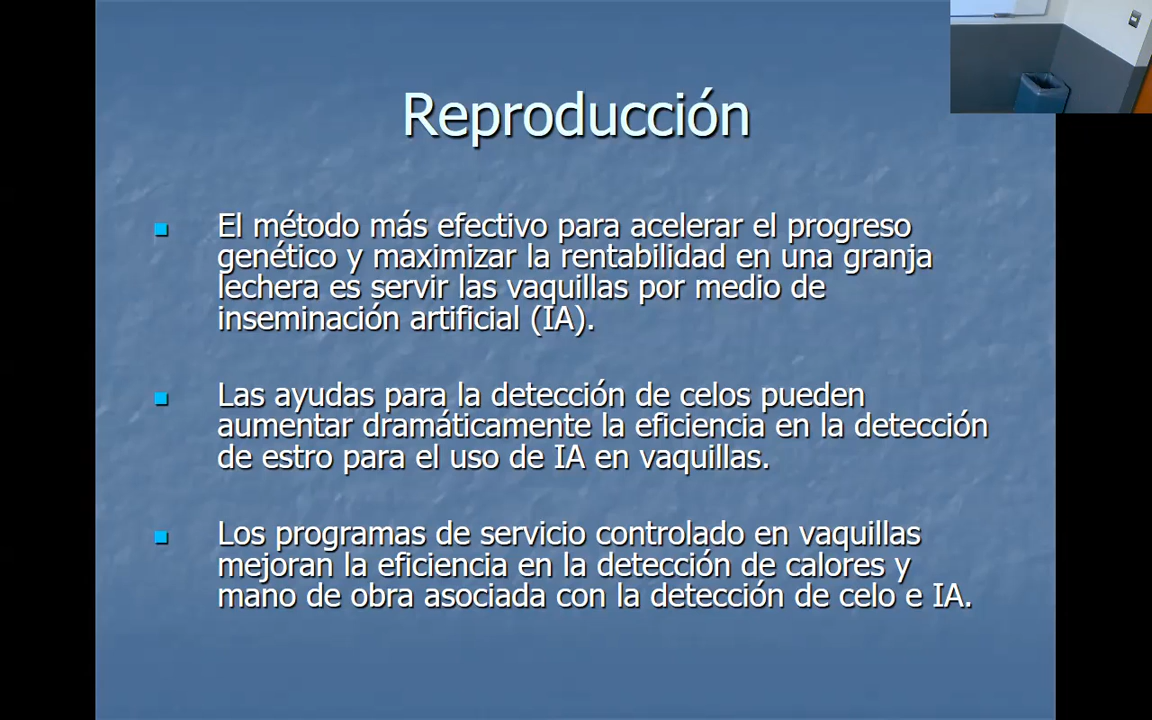 Reproducción
El método más efectivo para acelerar el progreso
genético y maximizar la rentabilidad en una granja
lechera es servir las vaquillas por medio de
inseminación artificial (IA).
Las ayudas para la detección de celos pueden
aumentar dramáticamente la eficiencia en la detección
de estro para el uso de IA en vaquillas.
Los programas de servicio controlado en vaquillas
mejoran la eficiencia en la detección de calores y
mano de obra asociada con la detección de celo e IA.